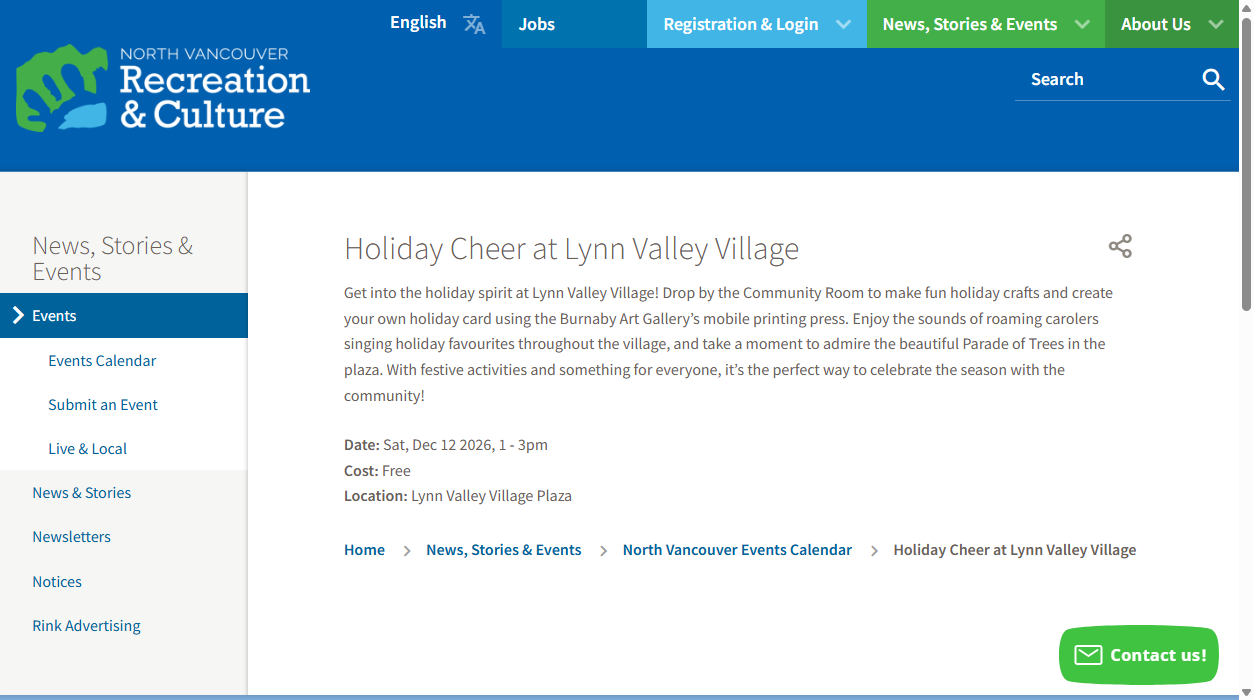 English
Jobs
Registration & Login
News, Stories & Events
About Us
NORTH VANCOUVER
Recreation
& Culture
Search
News, Stories &
Events
Events
Events Calendar
Submit an Event
Live & Local
News & Stories
Newsletters
Notices
Rink Advertising
Holiday Cheer at Lynn Valley Village
Get into the holiday spirit at Lynn Valley Village! Drop by the Community Room to make fun holiday crafts and create
your own holiday card using the Burnaby Art Gallery’s mobile printing press. Enjoy the sounds of roaming carolers
singing holiday favourites throughout the village, and take a moment to admire the beautiful Parade of Trees in the
plaza. With festive activities and something for everyone, it’s the perfect way to celebrate the season with the
community!
Date: Sat, Dec 12 2026, 1 - 3pm
Cost: Free
Location: Lynn Valley Village Plaza
Home > News, Stories & Events > North Vancouver Events Calendar > Holiday Cheer at Lynn Valley Village
Contact us!